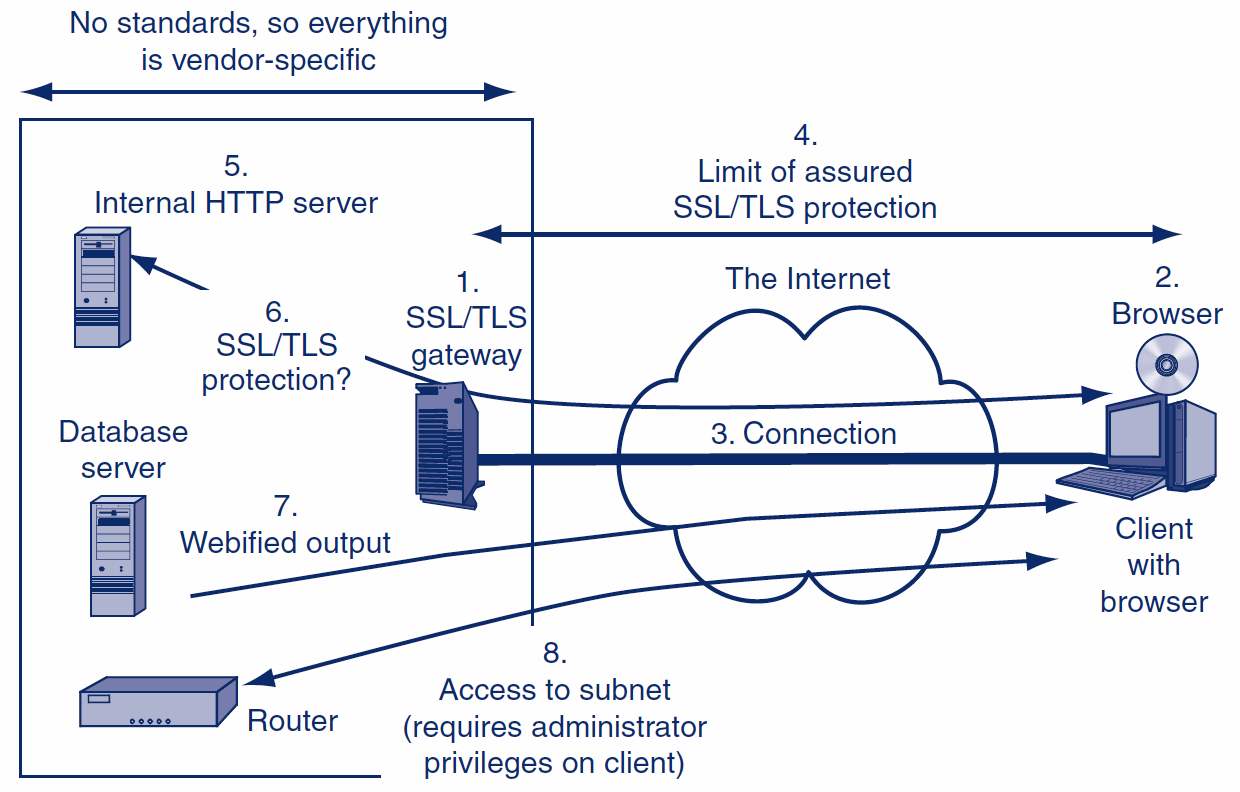 No standards, so everything
is vendor-specific
4.
Limit of assured
SSL/TLS protection
5.
Internal HTTP server
The Internet
2.
Browser
1.
SSL/TLS
gateway
6.
SSL/TLS
protection?
3. Connection
Database
server
7.
Webified output
Client
with
browser
8.
Access to subnet
(requires administrator
privileges on client)
Router